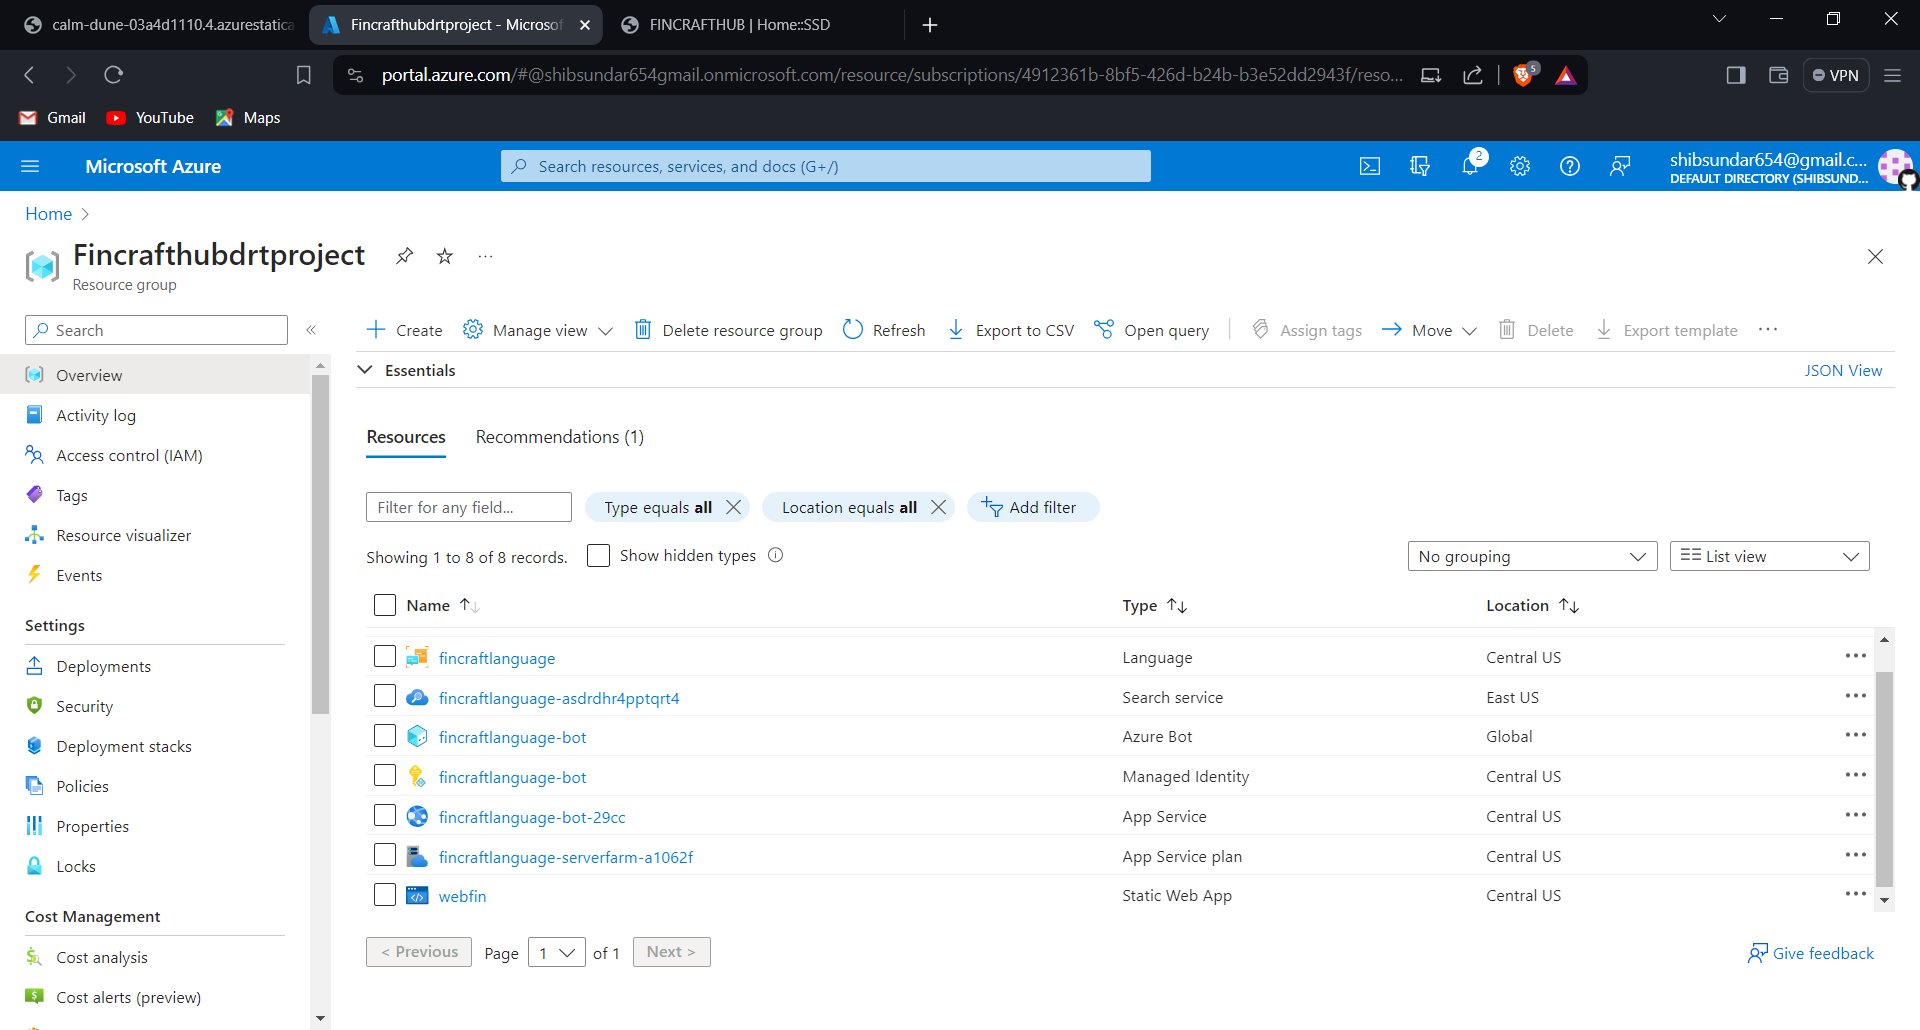 calm-dune-03a4d1110.4.azurestatica
Fincrafthubdrtproject - Microsof
FINCRAFTHUB | Home::SSD
portal.azure.com/#@shibsundar654gmail.onmicrosoft.com/resource/subscriptions/4912361b-8bf5-426d-b24b-b3e52dd2943f/reso...
5
VPN
Gmail
YouTube
Maps
Microsoft Azure
Search resources, services, and docs (G+/)
2
shibsundar654@gmail.c...
DEFAULT DIRECTORY (SHIBSUND...
Home
Fincrafthubdrtproject
Resource group
Search
Create
Manage view
Delete resource group
Refresh
Export to CSV
Open query
Assign tags
Move
Delete
Export template
Essentials
JSON View
Overview
Activity log
Access control (IAM)
Tags
Resource visualizer
Events
Settings
Deployments
Security
Deployment stacks
Policies
Properties
Locks
Cost Management
Cost analysis
Cost alerts (preview)
Resources
Recommendations (1)
Filter for any field...
Type equals all
Location equals all
Add filter
Showing 1 to 8 of 8 records.
Show hidden types
No grouping
List view
Name
Type
Location
fincraftlanguage
Language
Central US
fincraftlanguage-asdrdhr4pptqrt4
Search service
East US
fincraftlanguage-bot
Azure Bot
Global
fincraftlanguage-bot
Managed Identity
Central US
fincraftlanguage-bot-29cc
App Service
Central US
fincraftlanguage-serverfarm-a1062f
App Service plan
Central US
webfin
Static Web App
Central US
< Previous
Page
1
of 1
Next >
Give feedback